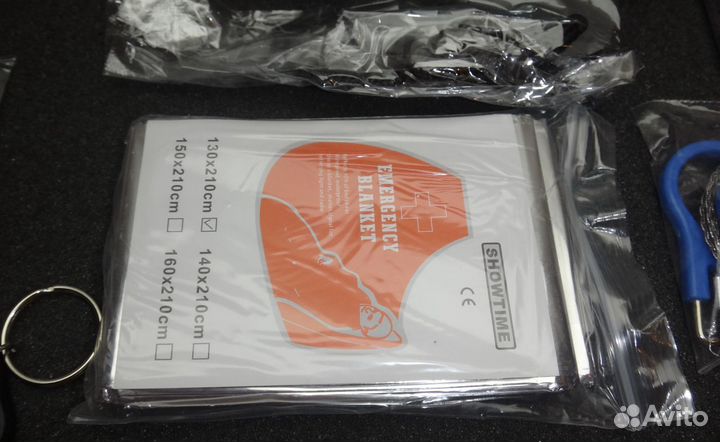 SHOWTIME
CE
EMERGENCY
BLANKET
130x210cm
140x210cm
150x210cm
160x210cm
Avito